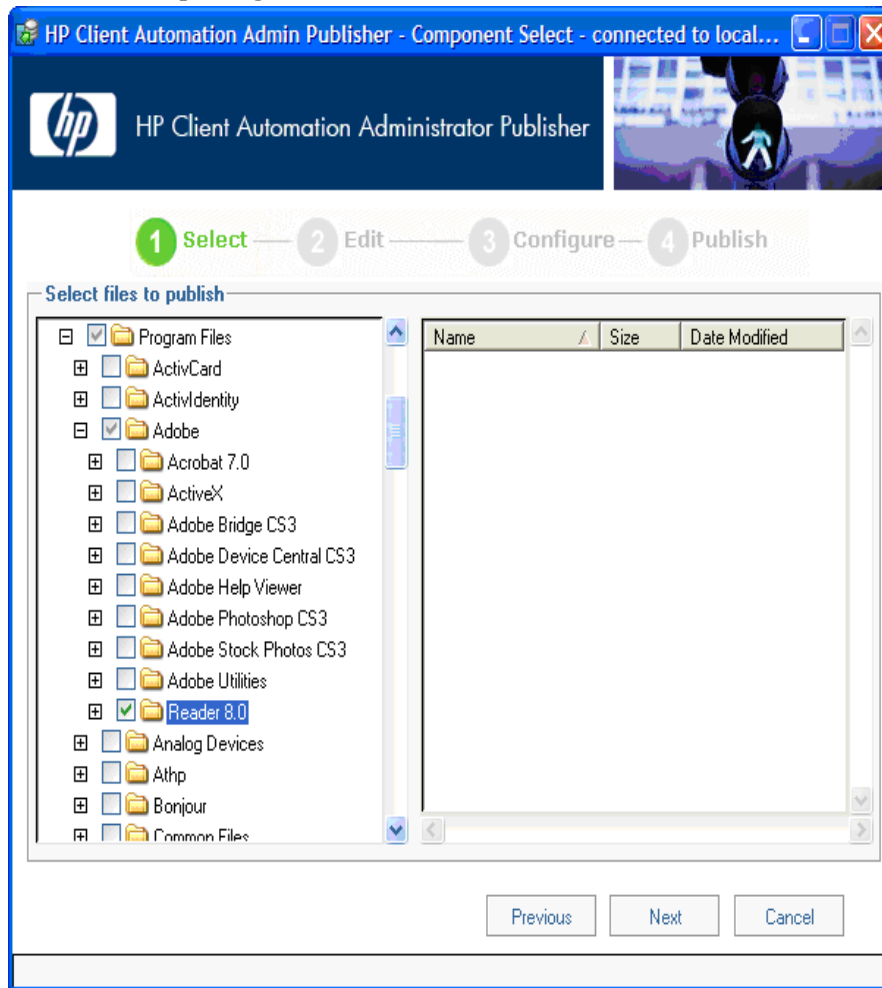 HP Client Automation Admin Publisher - Component Select - connected to local...
hp
HP Client Automation Administrator Publisher
1 Select 2 Edit 3 Configure 4 Publish
Select files to publish
Name Size Date Modified
Program Files
ActivCard
ActivIdentity
Adobe
Acrobat 7.0
ActiveX
Adobe Bridge CS3
Adobe Device Central CS3
Adobe Help Viewer
Adobe Photoshop CS3
Adobe Stock Photos CS3
Adobe Utilities
Reader 8.0
Analog Devices
Athp
Bonjour
Common Files
Previous Next Cancel